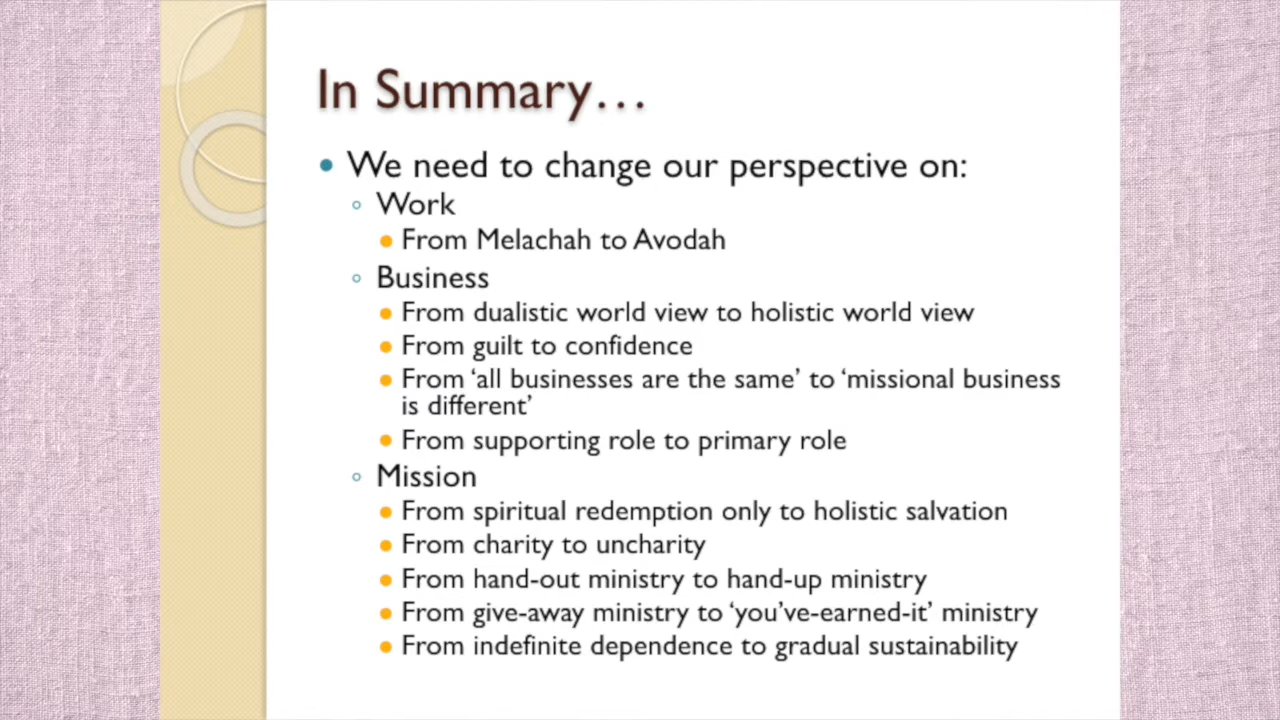 In Summary…
We need to change our perspective on:
Work
From Melachah to Avodah
Business
From dualistic world view to holistic world view
From guilt to confidence
From ‘all businesses are the same’ to ‘missional business
is different’
From supporting role to primary role
Mission
From spiritual redemption only to holistic salvation
From charity to uncharity
From hand-out ministry to hand-up ministry
From give-away ministry to ‘you’ve-earned-it’ ministry
From indefinite dependence to gradual sustainability